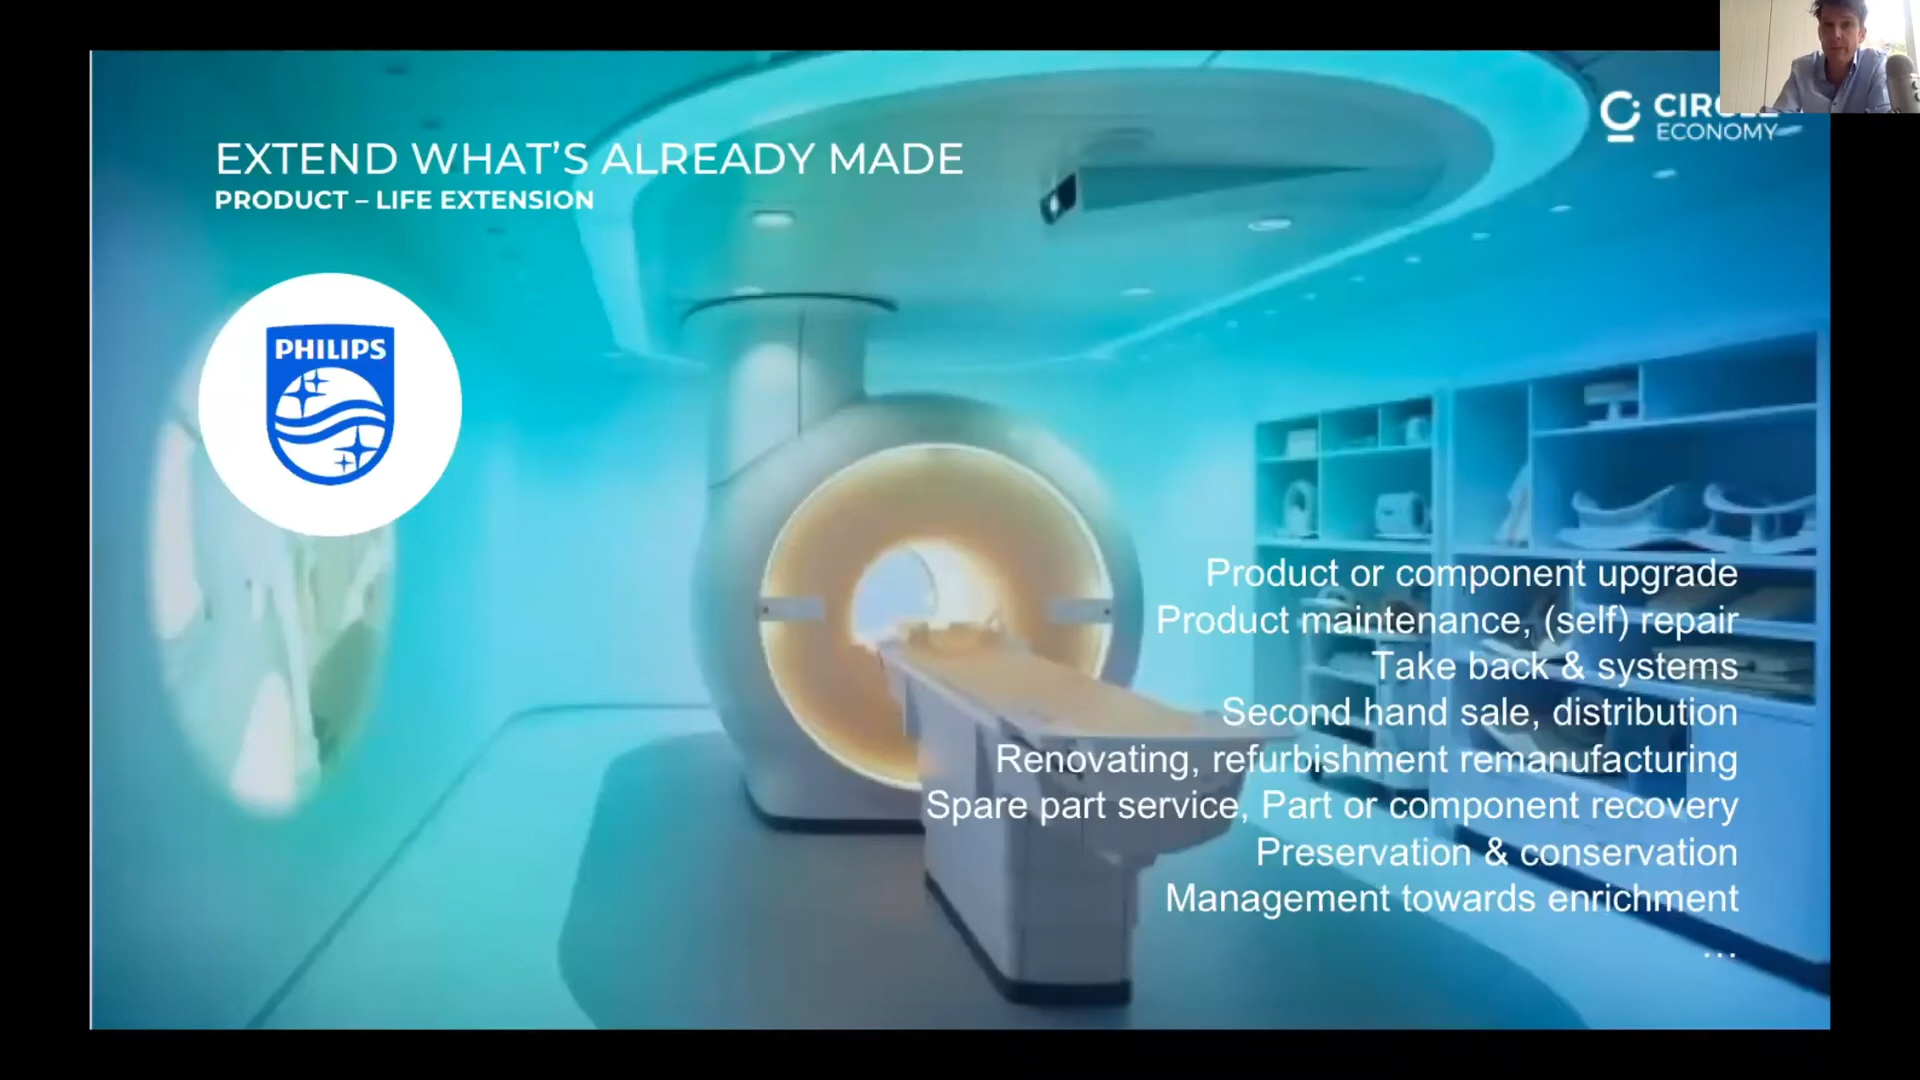 EXTEND WHAT'S ALREADY MADE
PRODUCT – LIFE EXTENSION
ECONOMY
PHILIPS
Product or component upgrade
Product maintenance, (self) repair
Take back & systems
Second hand sale, distribution
Renovating, refurbishment remanufacturing
Spare part service, Part or component recovery
Preservation & conservation
Management towards enrichment
...